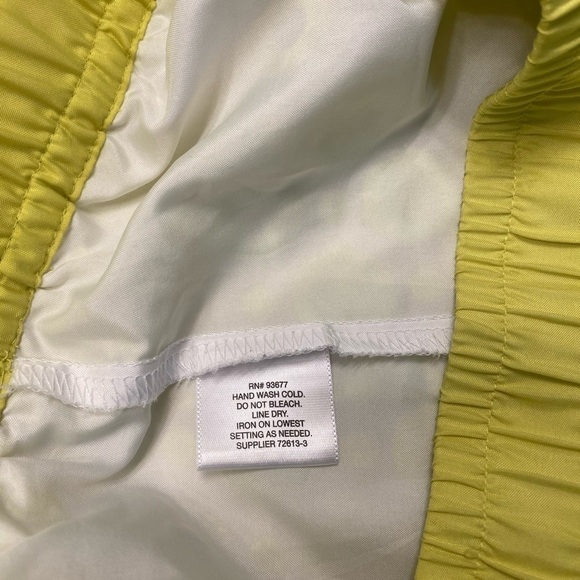 RN# 93677
HAND WASH COLD.
DO NOT BLEACH.
LINE DRY.
IRON ON LOWEST
SETTING AS NEEDED.
SUPPLIER 72613-3